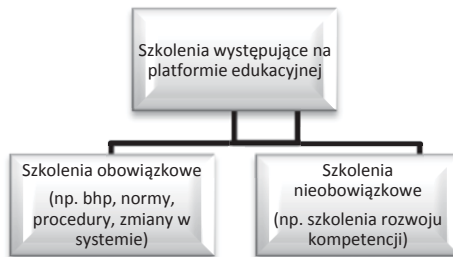 Szkolenia występujące na
platformie edukacyjnej
Szkolenia obowiązkowe
(np. bhp, normy,
procedury, zmiany w
systemie)
Szkolenia
nieobowiązkowe
(np. szkolenia rozwoju
kompetencji)